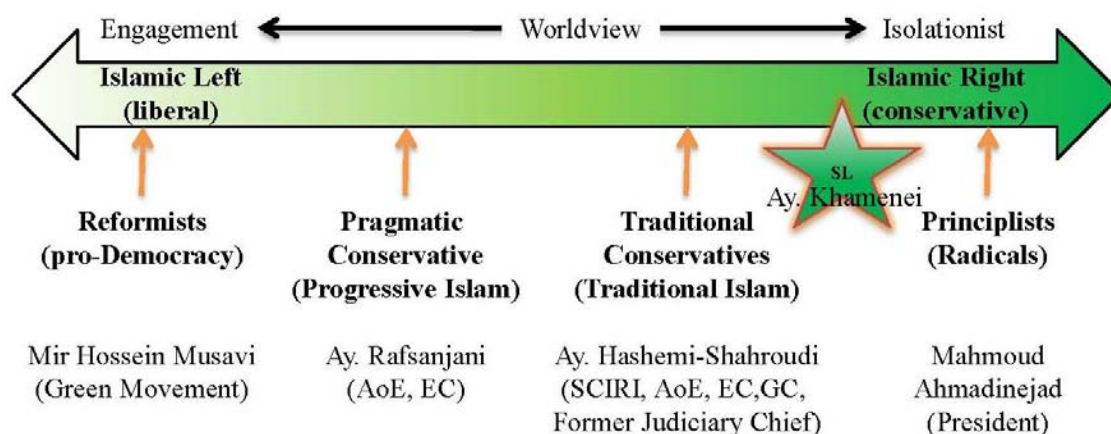 Engagement Worldview Isolationist
Islamic Left
(liberal)
Islamic Right
(conservative)
SL
Ay. Khamenei
Reformists
(pro-Democracy)
Pragmatic
Conservative
(Progressive Islam)
Traditional
Conservatives
(Traditional Islam)
Principlists
(Radicals)
Mir Hossein Musavi
(Green Movement)
Ay. Rafsanjani
(AoE, EC)
Ay. Hashemi-Shahroudi
(SCIRI, AoE, EC,GC,
Former Judiciary Chief)
Mahmoud
Ahmadinejad
(President)